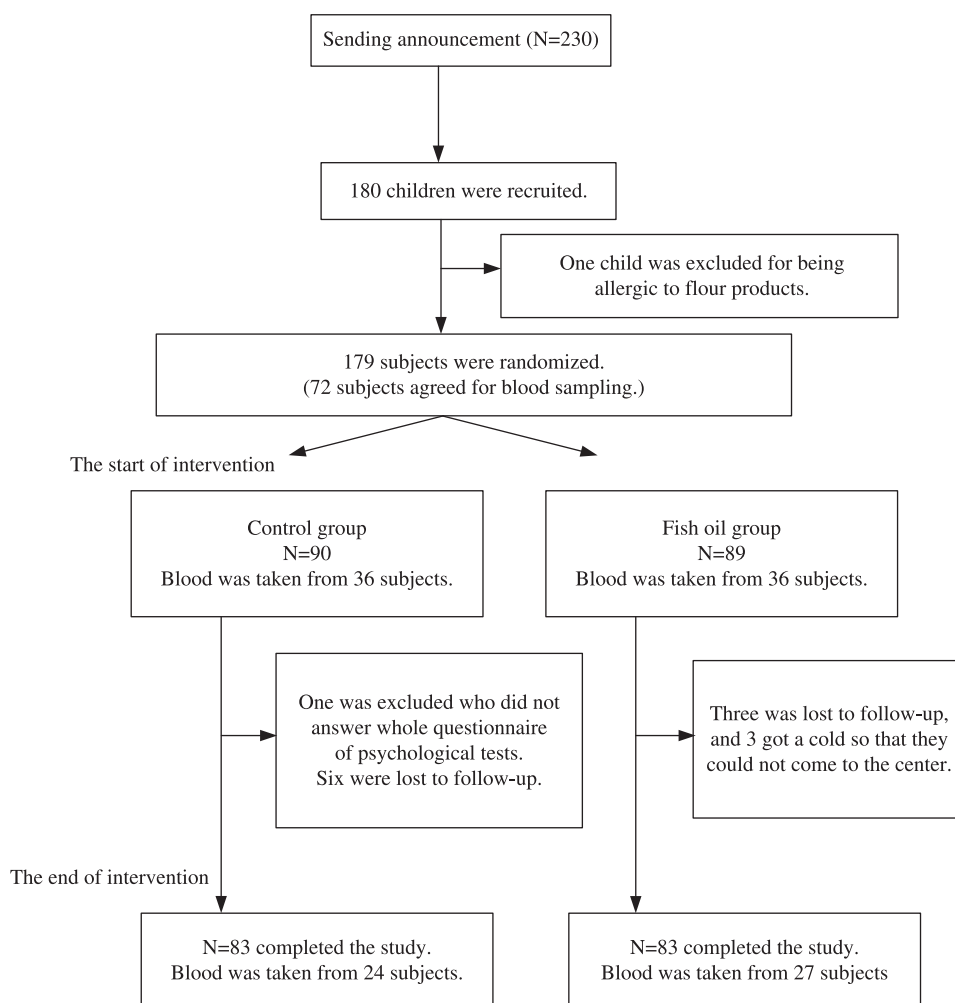 Sending announcement (N=230)
180 children were recruited.
One child was excluded for being
allergic to flour products.
179 subjects were randomized.
(72 subjects agreed for blood sampling.)
The start of intervention
Control group
N=90
Blood was taken from 36 subjects.
Fish oil group
N=89
Blood was taken from 36 subjects.
One was excluded who did not
answer whole questionnaire
of psychological tests.
Six were lost to follow-up.
Three was lost to follow-up,
and 3 got a cold so that they
could not come to the center.
The end of intervention
N=83 completed the study.
Blood was taken from 24 subjects.
N=83 completed the study.
Blood was taken from 27 subjects